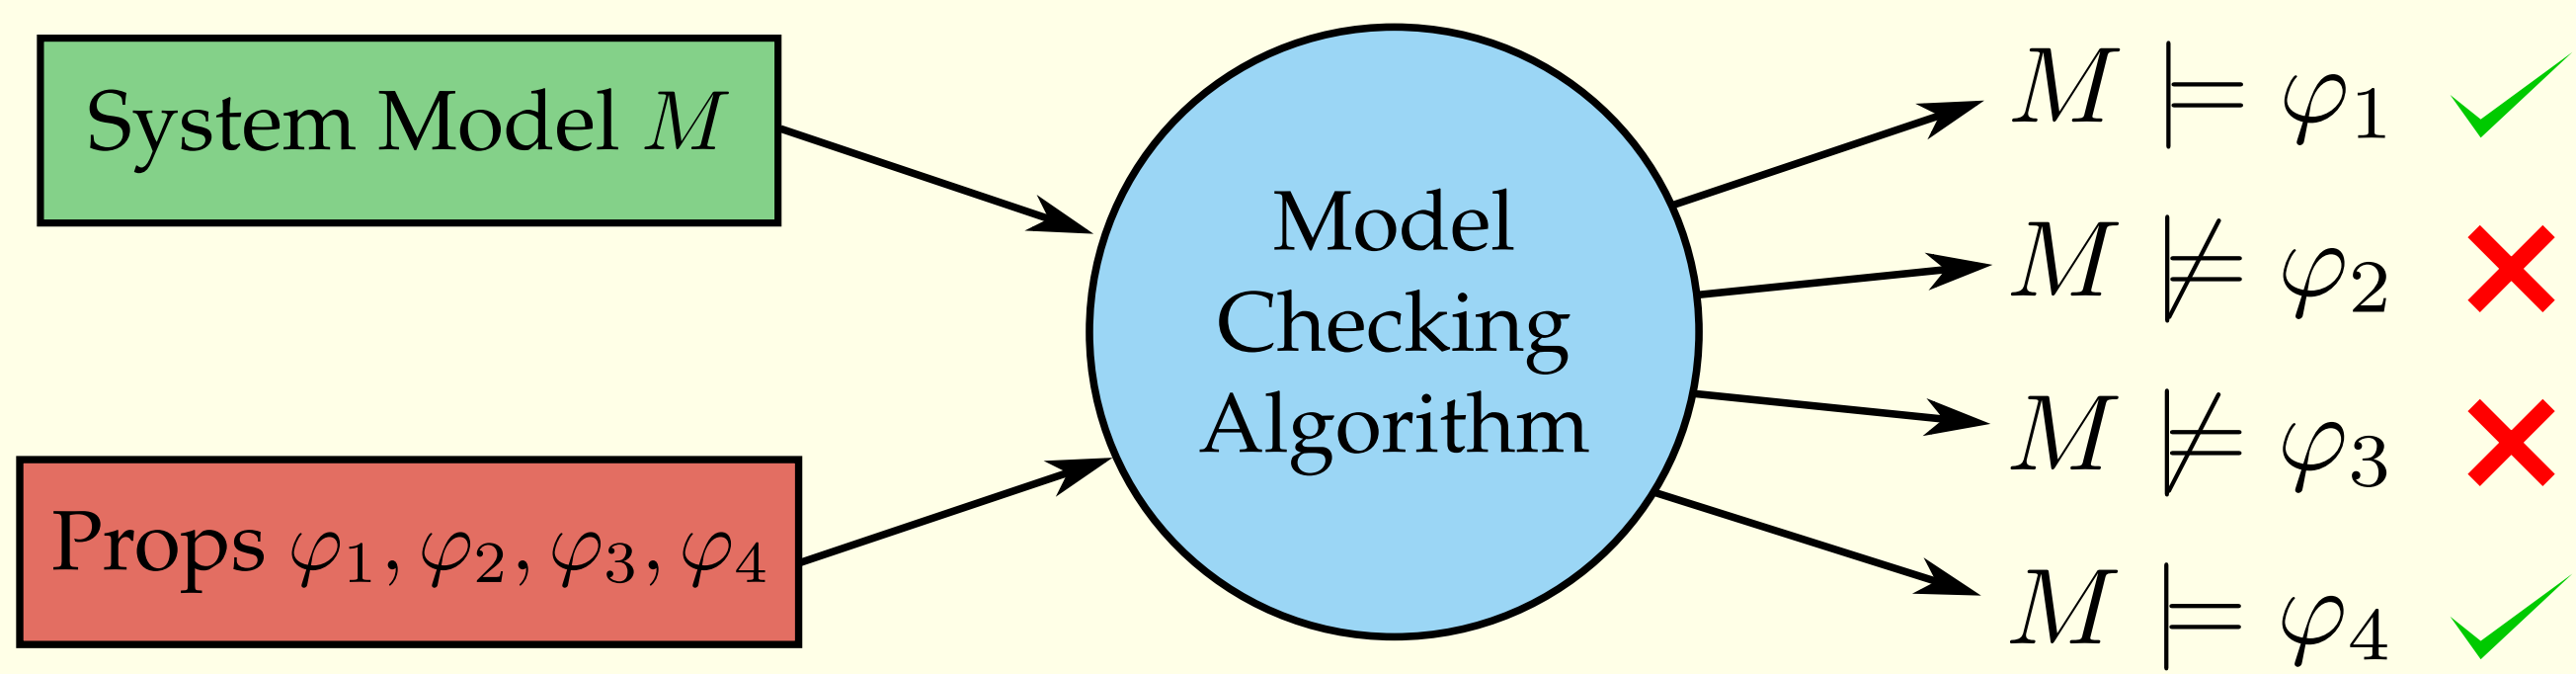 System Model M
Props φ1, φ2, φ3, φ4
Model
Checking
Algorithm
M ⊨ φ1 ✓
M ⊭ φ2 ✕
M ⊭ φ3 ✕
M ⊨ φ4 ✓